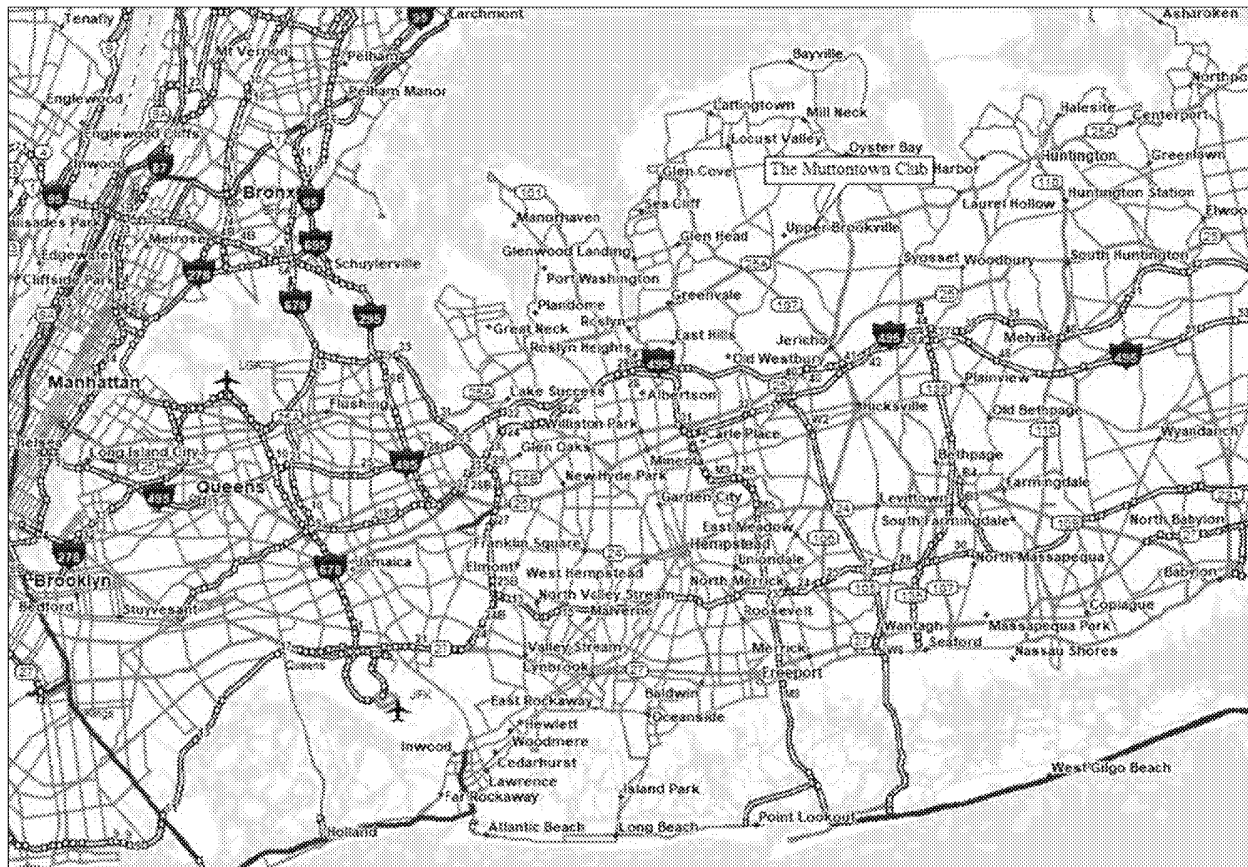 Tenafly
Larchmont
Asharoken
Mt Vernon
Pelham
Bayville
Englewood
Pelham Manor
Lattingtown
Mill Neck
Halesite
Centerport
Englewood Cliffs
Locust Valley
Oyster Bay
Huntington
Greenlawn
Inwood
Bronx
Glen Cove
The Muttontown Club
Harbor
Huntington Station
Manorhaven
Sea Cliff
Laurel Hollow
Melrose
Glenwood Landing
Glen Head
Upper Brookville
Edgewater
Schuylerville
Syosset
Woodbury
South Huntington
Cliffside Park
Port Washington
Plandome
Greenvale
Great Neck
Roslyn
East Hills
Jericho
Melville
Roslyn Heights
Old Westbury
Manhattan
Lake Success
Albertson
Plainview
Flushing
Williston Park
Hicksville
Old Bethpage
Long Island City
Glen Oaks
Carle Place
Wyandanch
Queens
New Hyde Park
Mineola
Bethpage
Garden City
Levittown
Farmingdale
East Meadow
South Farmingdale
North Babylon
Franklin Square
Hempstead
Uniondale
North Massapequa
Jamaica
Elmont
West Hempstead
North Merrick
Babylon
Brooklyn
Bedford
Stuyvesant
North Valley Stream
Malverne
Roosevelt
Copiague
Wantagh
Massapequa Park
Valley Stream
Lynbrook
Merrick
Seaford
Nassau Shores
Freeport
JFK
East Rockaway
Baldwin
Oceanside
Hewlett
Inwood
Woodmere
Cedarhurst
Lawrence
West Gilgo Beach
Far Rockaway
Island Park
Holland
Atlantic Beach
Long Beach
Point Lookout